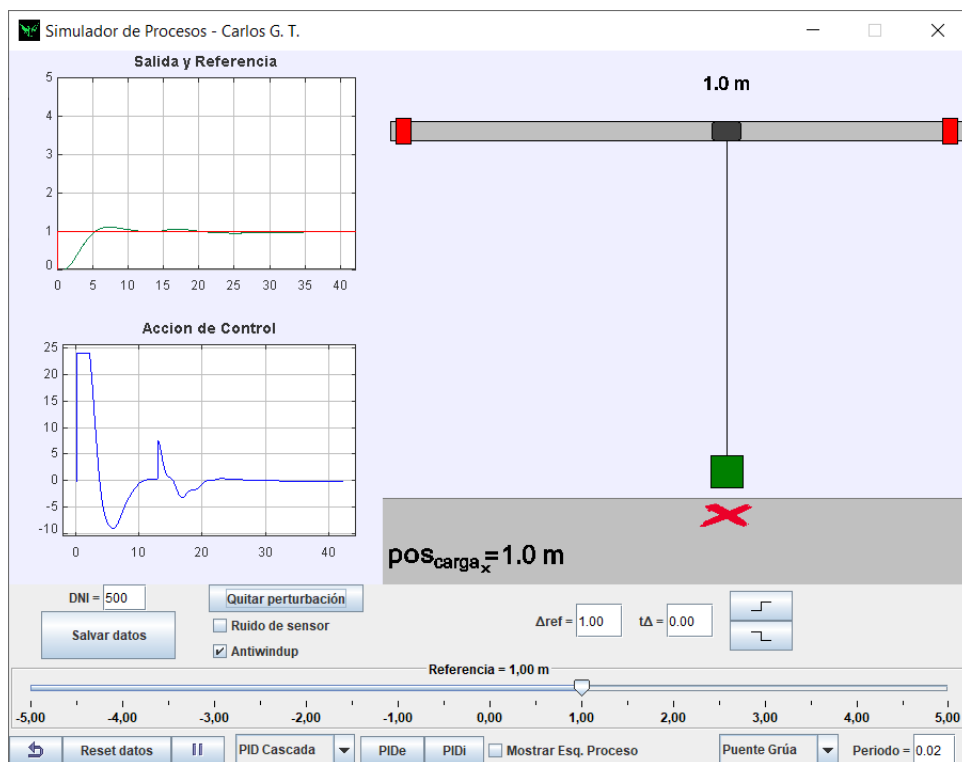 Simulador de Procesos - Carlos G. T.
Salida y Referencia
5
4
3
2
1
0
0 5 10 15 20 25 30 35 40
Accion de Control
25
20
15
10
5
0
-5
-10
0 10 20 30 40
1.0 m
poscargax=1.0 m
DNI = 500
Salvar datos
Quitar perturbación
Ruido de sensor
Antiwindup
Δref = 1.00 tΔ = 0.00
Referencia = 1,00 m
-5,00 -4,00 -3,00 -2,00 -1,00 0,00 1,00 2,00 3,00 4,00 5,00
Reset datos PID Cascada PIDe PIDi Mostrar Esq. Proceso Puente Grúa Periodo = 0.02